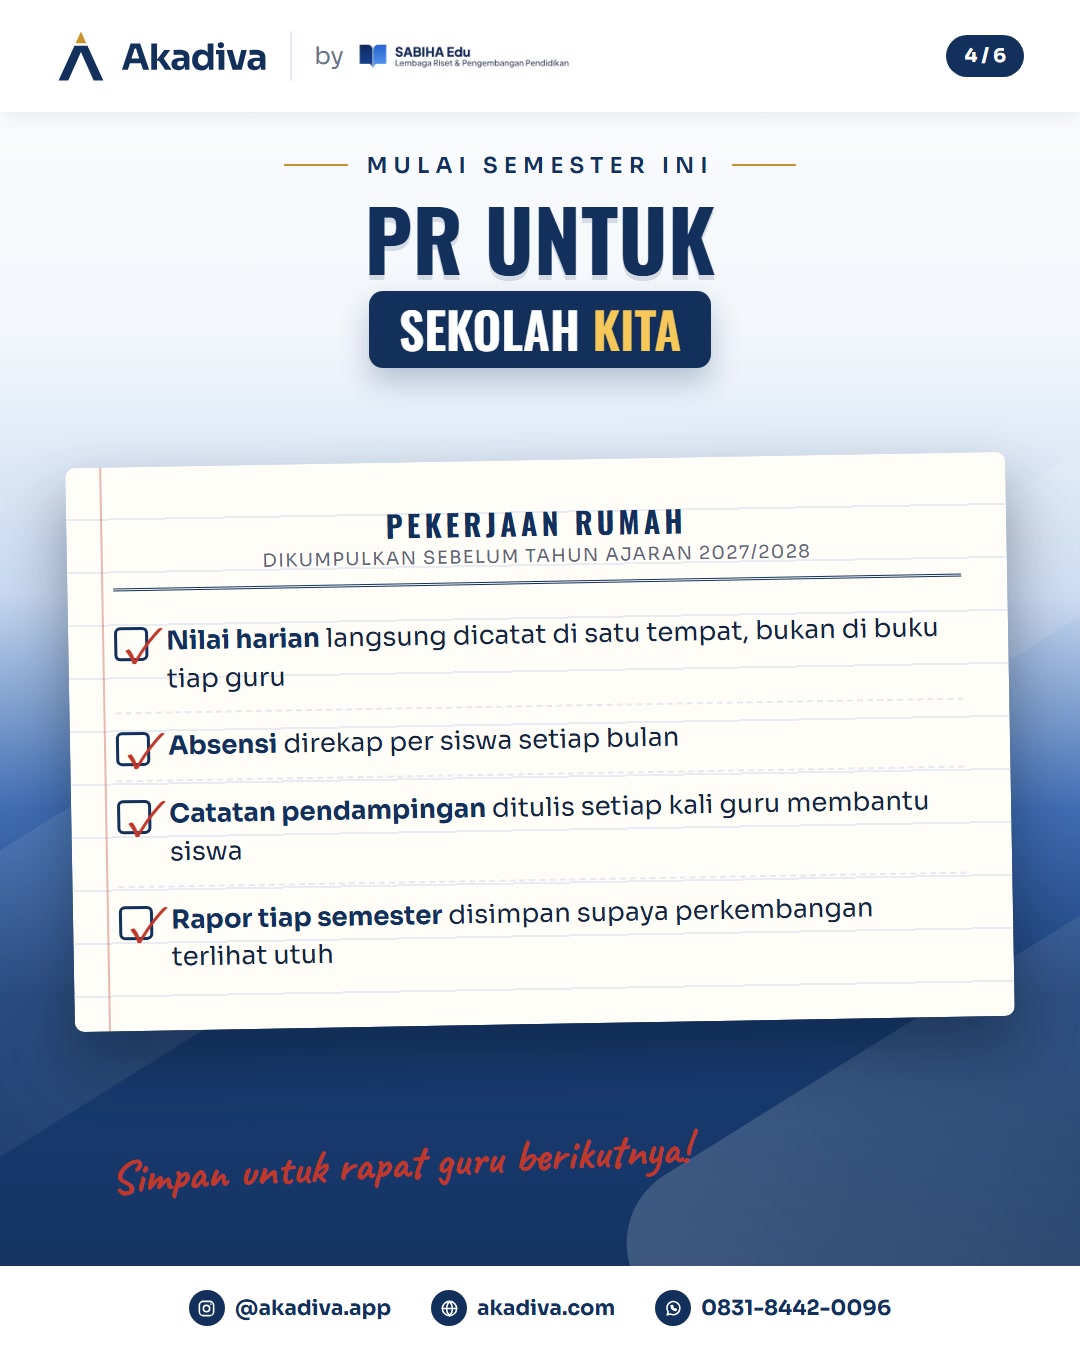 Akadiva
by
SABIHA Edu
Lembaga Riset & Pengembangan Pendidikan
4/6
MULAI SEMESTER INI
PR UNTUK
SEKOLAH KITA
PEKERJAAN RUMAH
DIKUMPULKAN SEBELUM TAHUN AJARAN 2027/2028
Nilai harian langsung dicatat di satu tempat, bukan di buku
tiap guru
Absensi direkap per siswa setiap bulan
Catatan pendampingan ditulis setiap kali guru membantu
siswa
Rapor tiap semester disimpan supaya perkembangan
terlihat utuh
Simpan untuk rapat guru berikutnya!
@akadiva.app
akadiva.com
0831-8442-0096